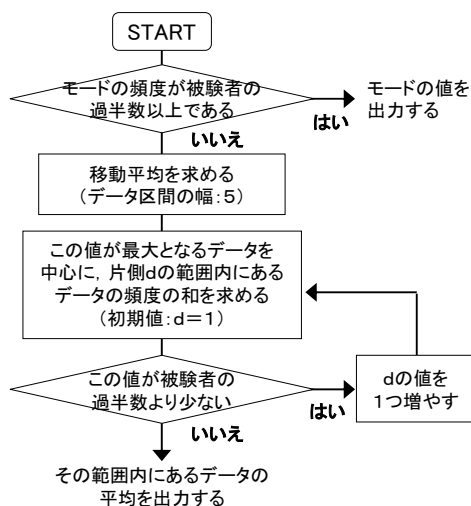 START
モードの頻度が被験者の
過半数以上である
モードの値を
出力する
はい
いいえ
移動平均を求める
（データ区間の幅：5）
この値が最大となるデータを
中心に，片側dの範囲内にある
データの頻度の和を求める
（初期値：d＝1）
この値が被験者の
過半数より少ない
dの値を
1つ増やす
はい
いいえ
その範囲内にあるデータの
平均を出力する